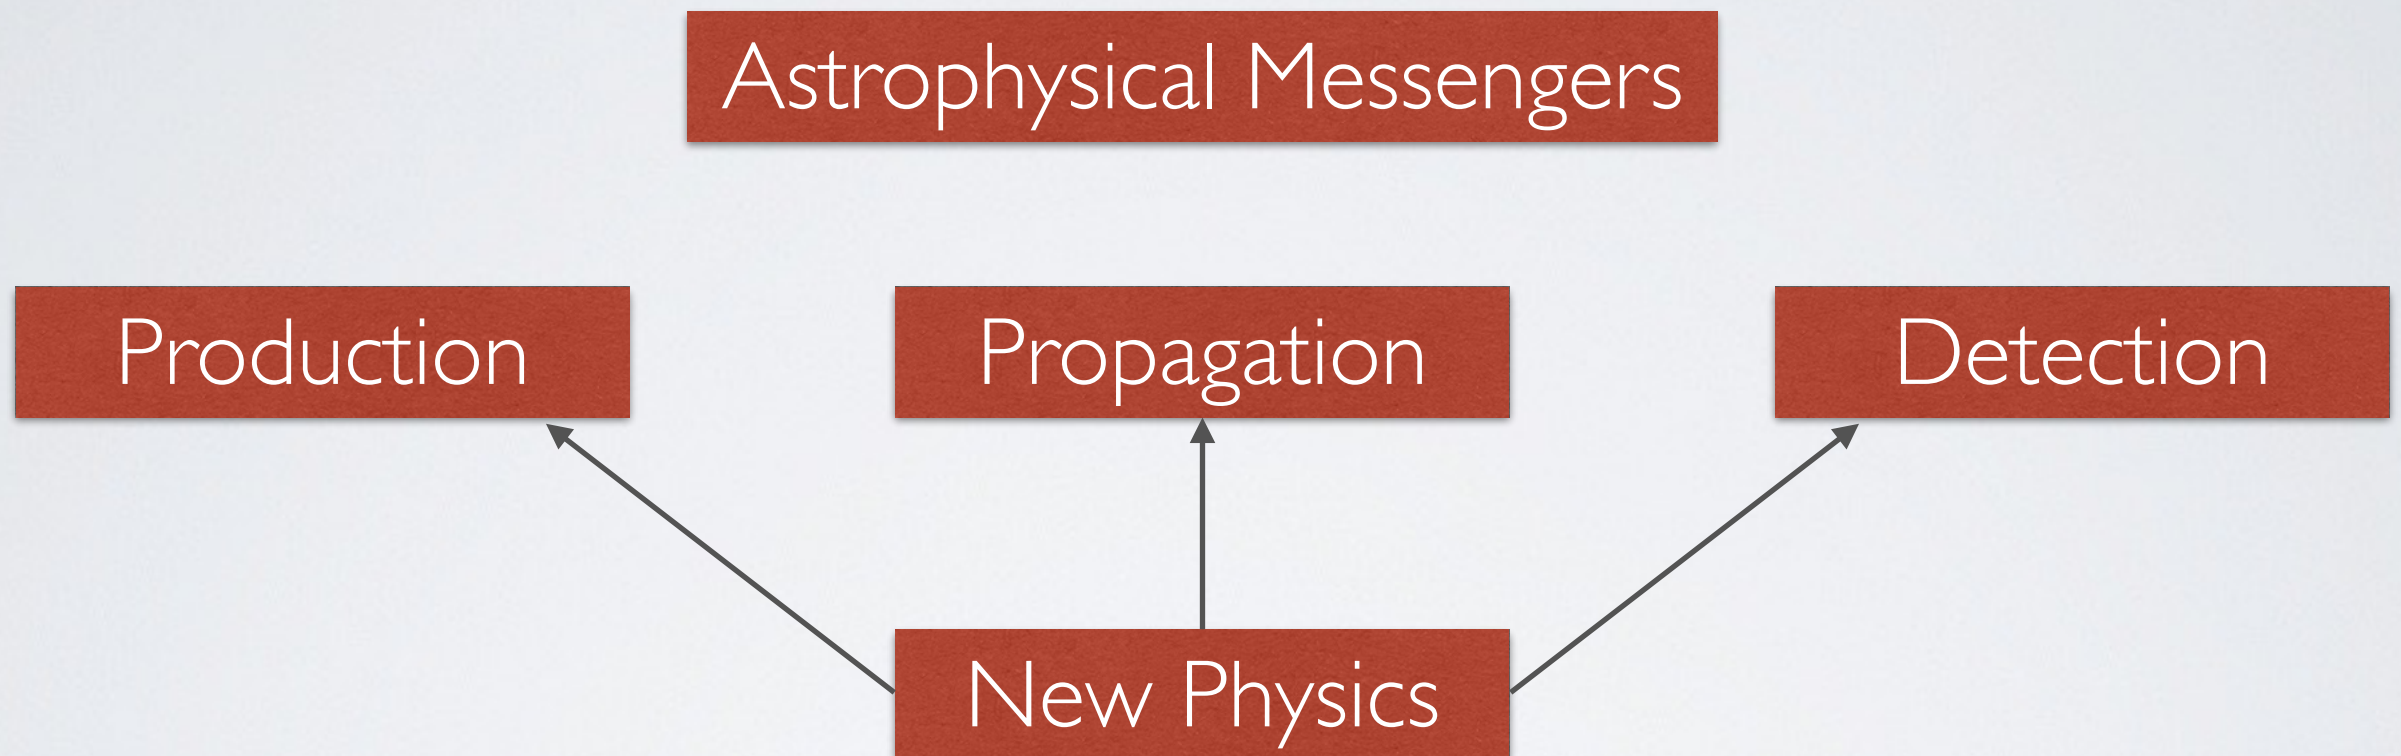 Astrophysical Messengers
Production
Propagation
Detection
New Physics